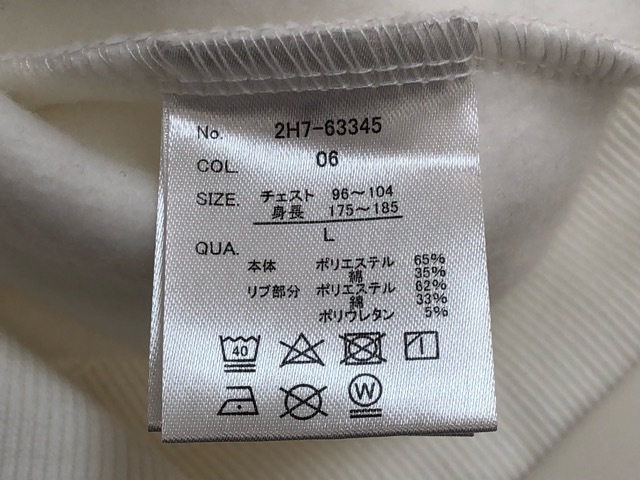 No. 2H7-63345
COL. 06
SIZE. チェスト 96〜104
身長 175〜185
L
QUA.
本体 ポリエステル 65%
綿 35%
リブ部分 ポリエステル 62%
綿 33%
ポリウレタン 5%
40
W